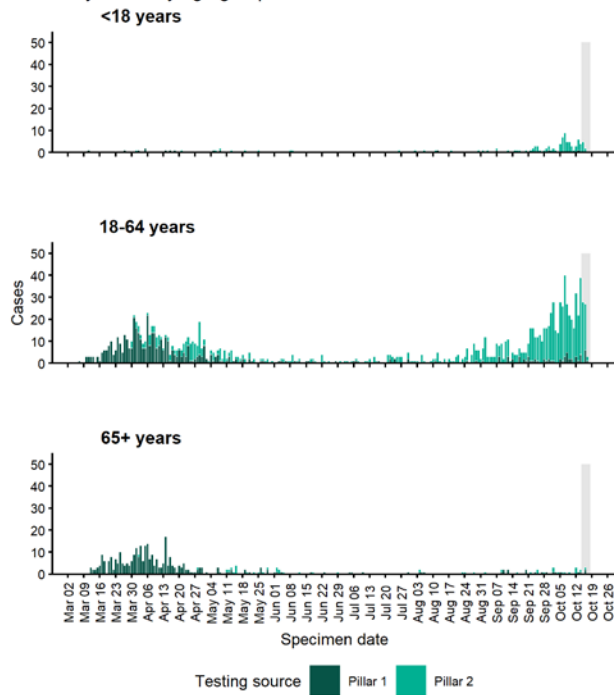 <18 years
50
40
30
20
10
0
18-64 years
50
40
30
20
10
0
Cases
65+ years
50
40
30
20
10
0
Mar 02
Mar 09
Mar 16
Mar 23
Mar 30
Apr 06
Apr 13
Apr 20
Apr 27
May 04
May 11
May 18
May 25
Jun 01
Jun 08
Jun 15
Jun 22
Jun 29
Jul 06
Jul 13
Jul 20
Jul 27
Aug 03
Aug 10
Aug 17
Aug 24
Aug 31
Sep 07
Sep 14
Sep 21
Sep 28
Oct 05
Oct 12
Oct 19
Oct 26
Specimen date
Testing source
Pillar 1
Pillar 2